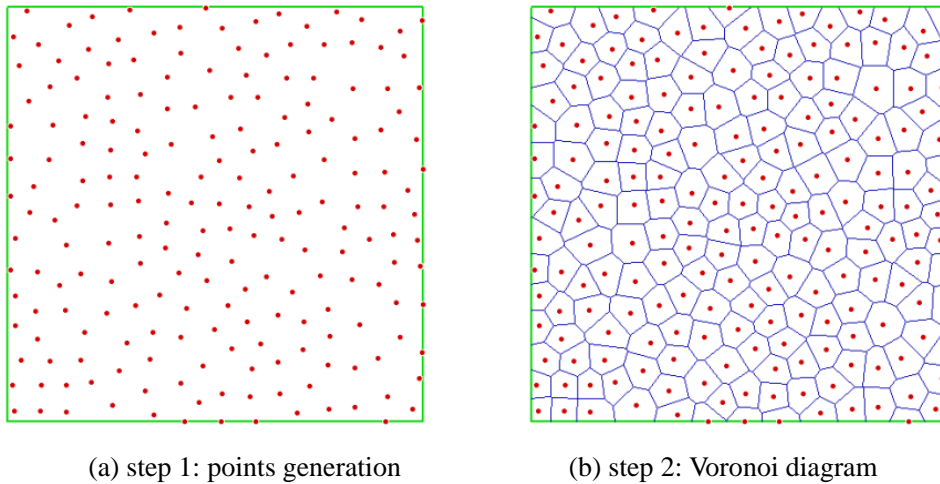 (a) step 1: points generation
(b) step 2: Voronoi diagram